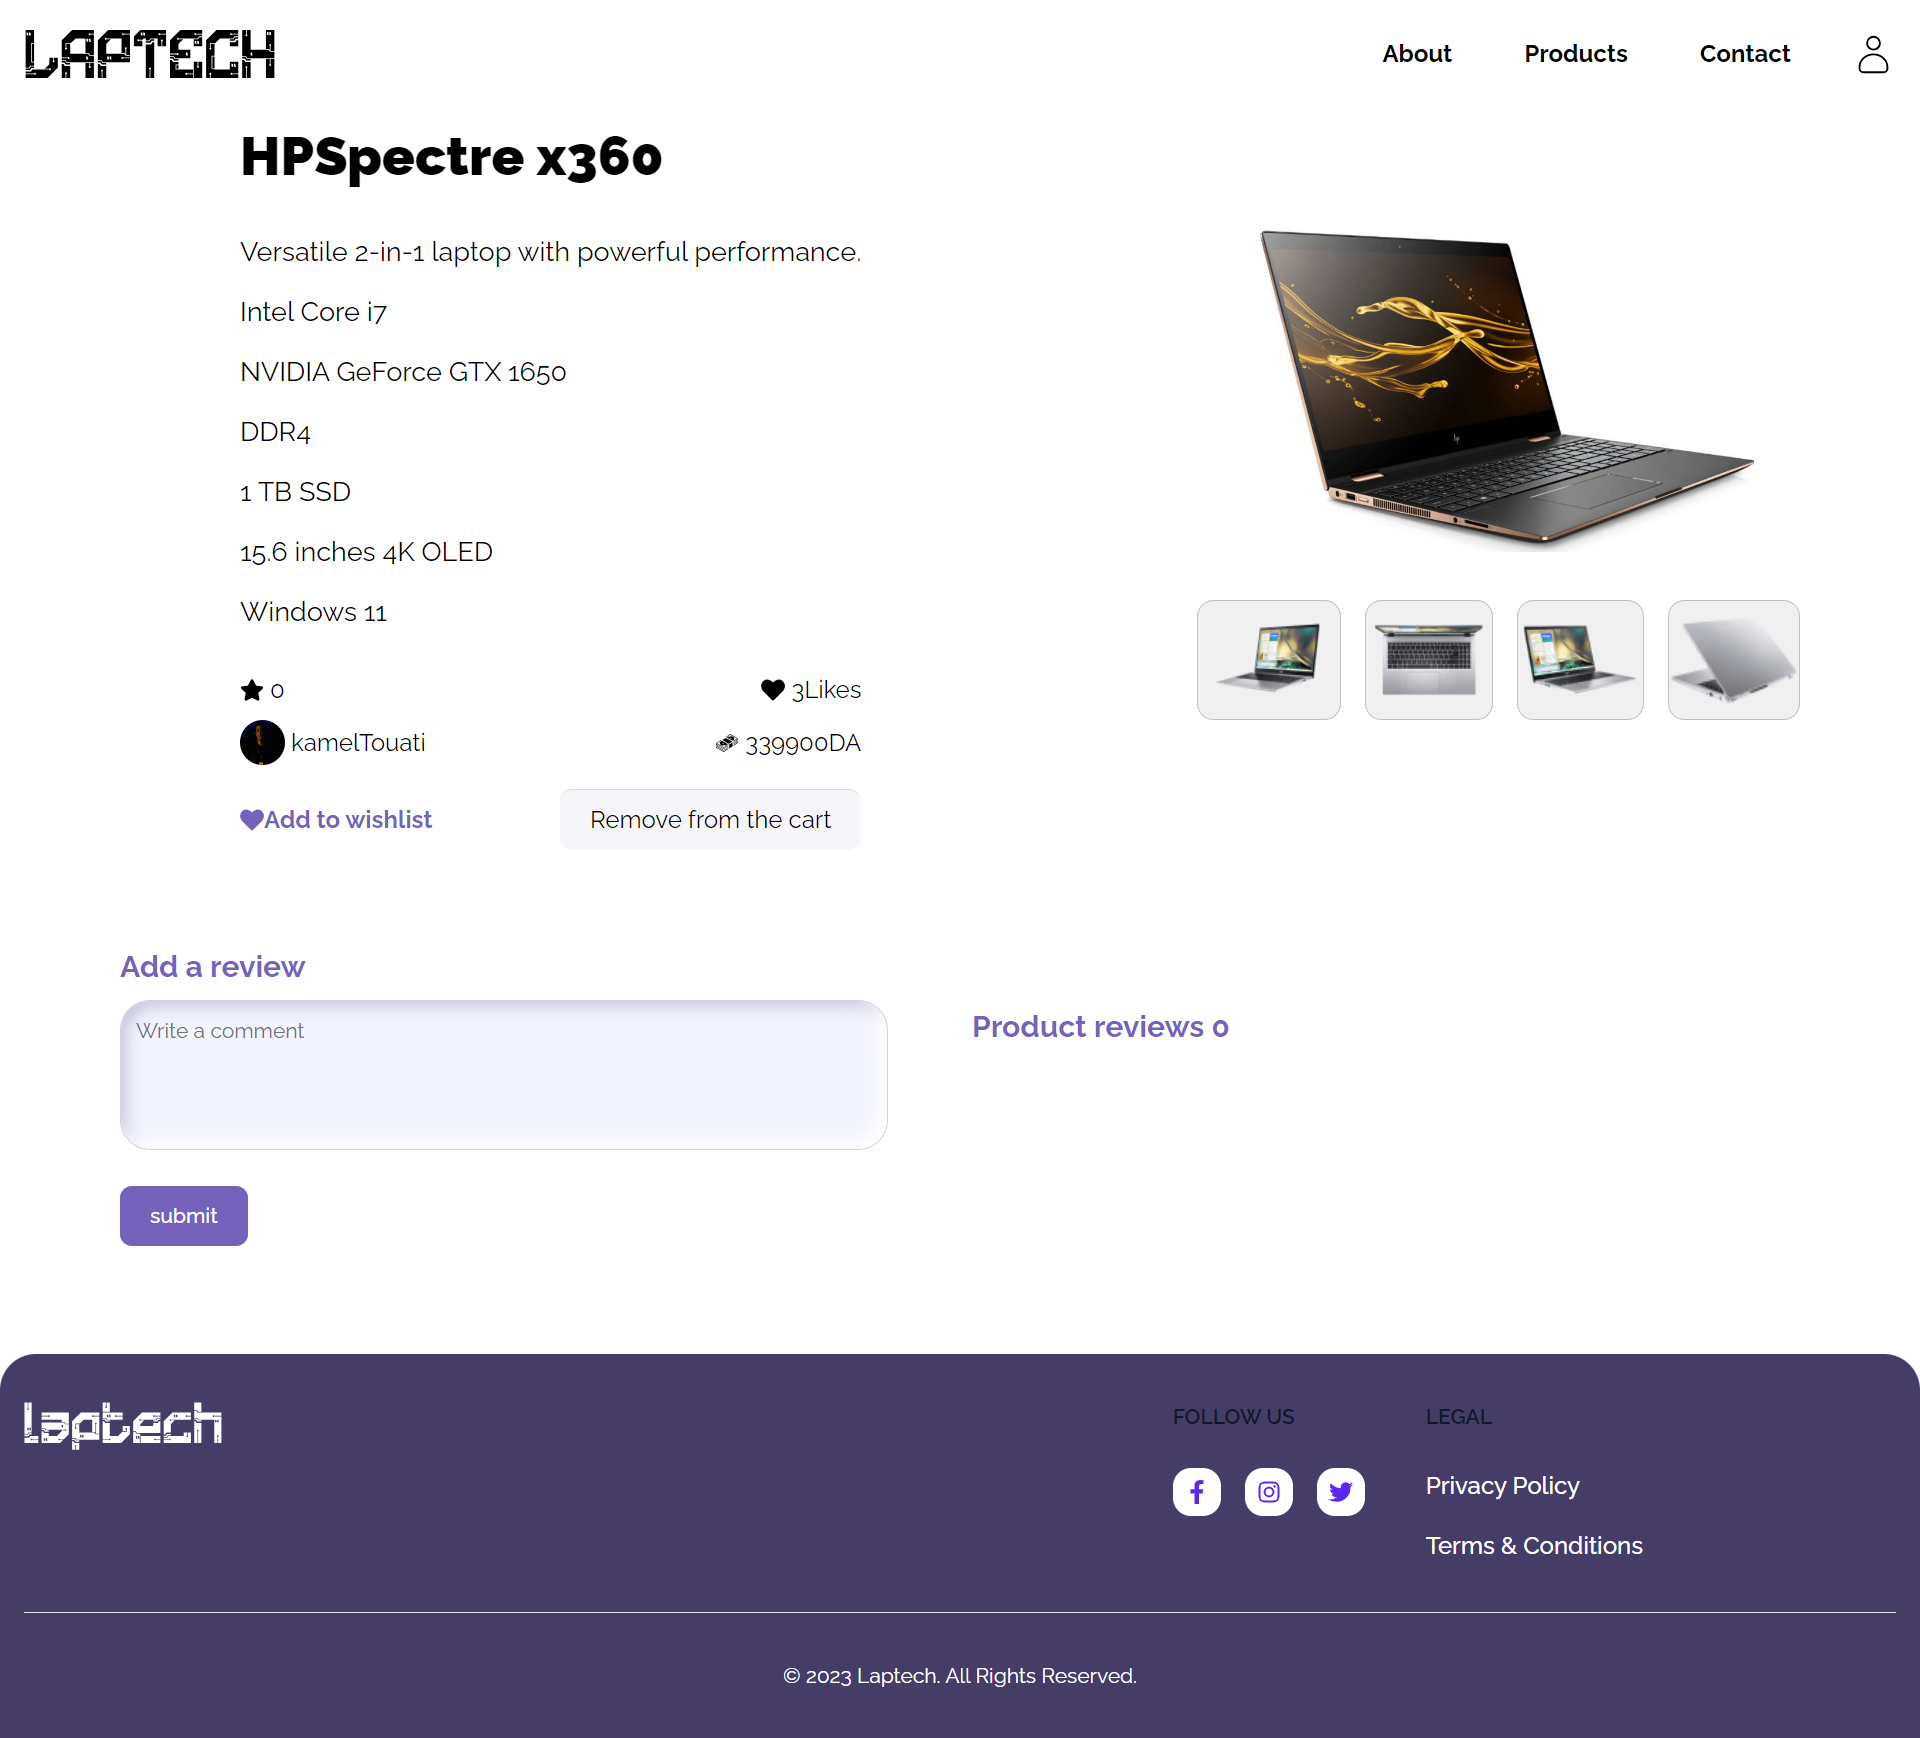 LAPTECH
About
Products
Contact
HPSpectre x360
Versatile 2-in-1 laptop with powerful performance.
Intel Core i7
NVIDIA GeForce GTX 1650
DDR4
1 TB SSD
15.6 inches 4K OLED
Windows 11
0
3Likes
kamelTouati
339900DA
Add to wishlist
Remove from the cart
Add a review
Write a comment
Product reviews 0
submit
laptech
FOLLOW US
LEGAL
Privacy Policy
Terms & Conditions
© 2023 Laptech. All Rights Reserved.